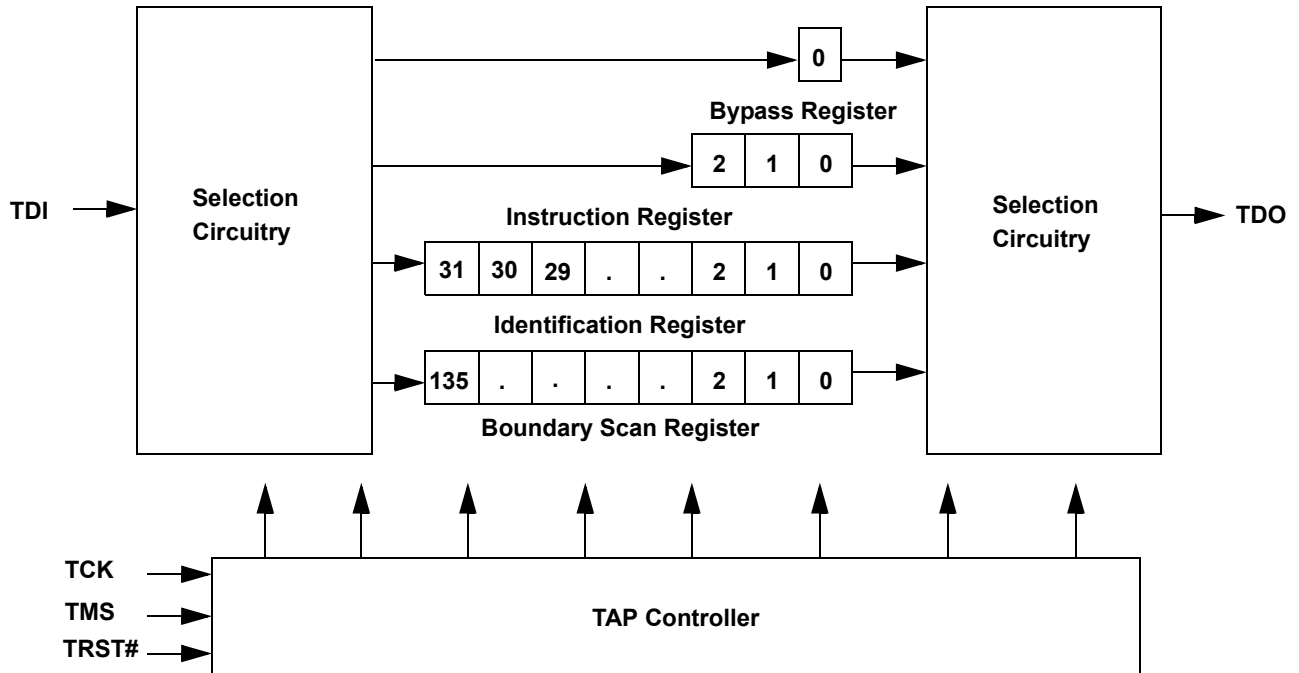 0
Bypass Register
2 1 0
TDI
Selection
Circuitry
Selection
Circuitry
TDO
Instruction Register
31 30 29 . . 2 1 0
Identification Register
135 . . . . 2 1 0
Boundary Scan Register
TCK
TMS
TRST#
TAP Controller